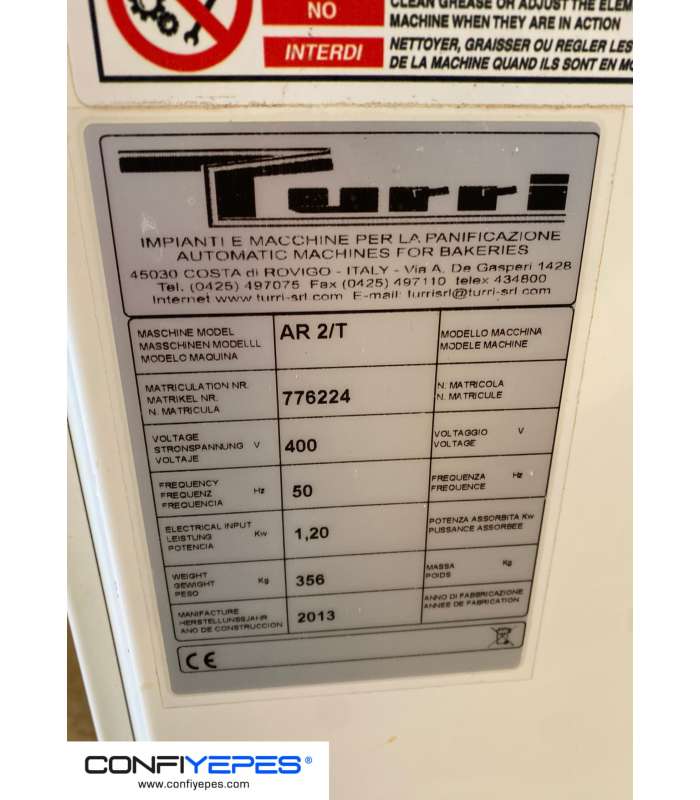 NO
CLEAN GREASE OR ADJUST THE ELEM
MACHINE WHEN THEY ARE IN ACTION
INTERDI
NETTOYER, GRAISSER OU REGLER LES
DE LA MACHINE QUAND ILS SONT EN MO
Turri
IMPIANTI E MACCHINE PER LA PANIFICAZIONE
AUTOMATIC MACHINES FOR BAKERIES
45030 COSTA di ROVIGO - ITALY - Via A. De Gasperi 1428
Tel. (0425) 497075 Fax (0425) 497110 telex 434800
Internet www.turri-srl.com E-mail: turrisrl@turri-srl.com
MASCHINE MODEL
MASSCHINEN MODELLL
MODELO MAQUINA
AR 2/T
MODELLO MACCHINA
MODELE MACHINE
MATRICULATION NR.
MATRIKEL NR.
N. MATRICULA
776224
N. MATRICOLA
N. MATRICULE
VOLTAGE
STRONSPANNUNG V
VOLTAJE
400
VOLTAGGIO V
VOLTAGE
FREQUENCY
FREQUENZ Hz
FREQUENCIA
50
FREQUENZA Hz
FREQUENCE
ELECTRICAL INPUT
LEISTUNG Kw
POTENCIA
1,20
POTENZA ASSORBITA Kw
PUISSANCE ASSORBEE
WEIGHT
GEWIGHT Kg
PESO
356
MASSA Kg
POIDS
MANIFACTURE
HERSTELLUNSSJAHR
ANO DE CONSTRUCCION
2013
ANNO DI FABBRICAZIONE
ANNEE DE FABRICATION
CE
CONFIYEPES®
www.confiyepes.com